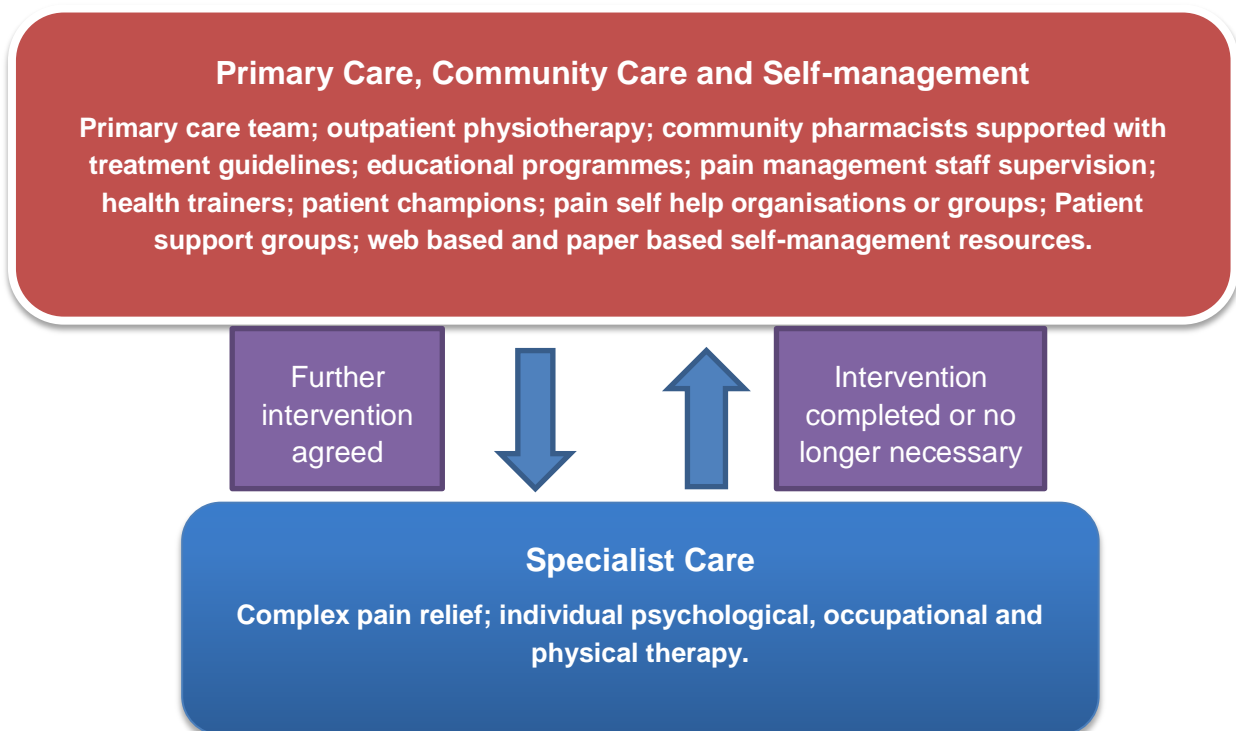 Primary Care, Community Care and Self-management
Primary care team; outpatient physiotherapy; community pharmacists supported with
treatment guidelines; educational programmes; pain management staff supervision;
health trainers; patient champions; pain self help organisations or groups; Patient
support groups; web based and paper based self-management resources.
Further
intervention
agreed
Intervention
completed or no
longer necessary
Specialist Care
Complex pain relief; individual psychological, occupational and
physical therapy.